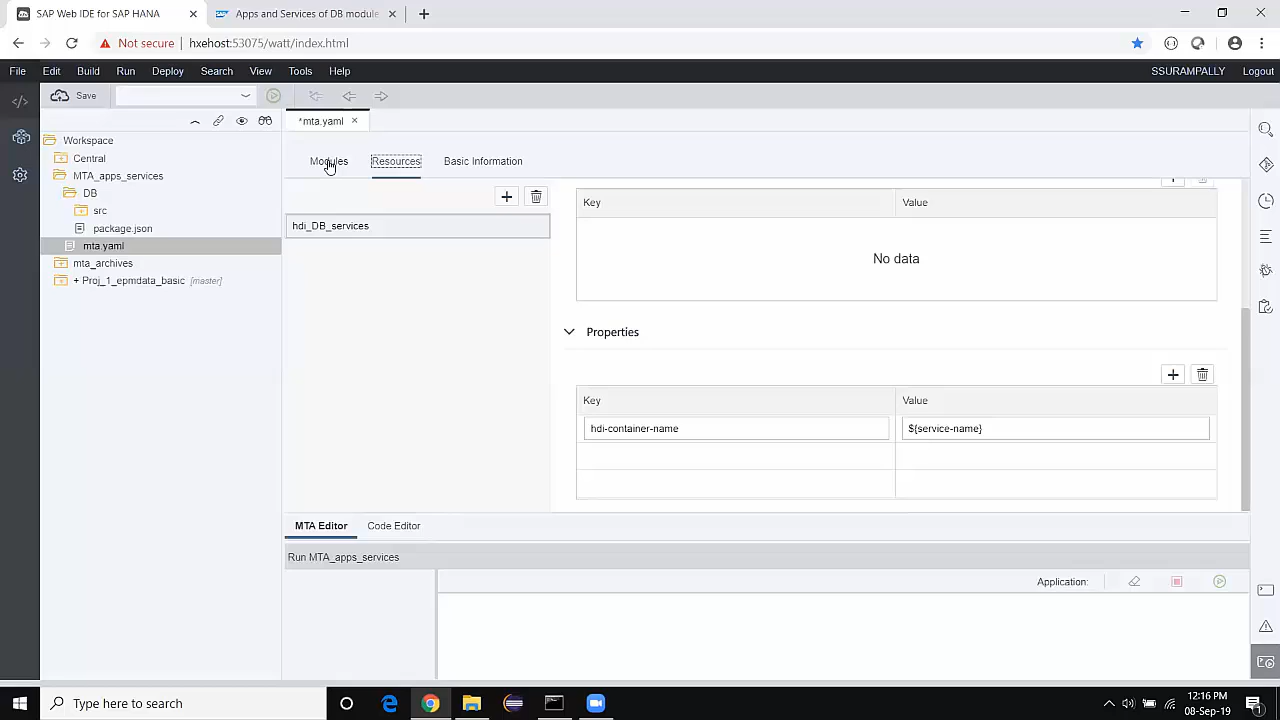 SAP Web IDE for SAP HANA
Apps and Services of DB module
Not secure
hxehost:53075/watt/index.html
File Edit Build Run Deploy Search View Tools Help
SSURAMPALLY Logout
Save
*mta.yaml
Workspace
Central
MTA_apps_services
DB
src
package.json
mta.yaml
mta_archives
+ Proj_1_epmdata_basic [master]
Modules Resources Basic Information
hdi_DB_services
Key Value
No data
Properties
Key Value
hdi-container-name ${service-name}
MTA Editor Code Editor
Run MTA_apps_services
Application:
Type here to search
12:16 PM
08-Sep-19